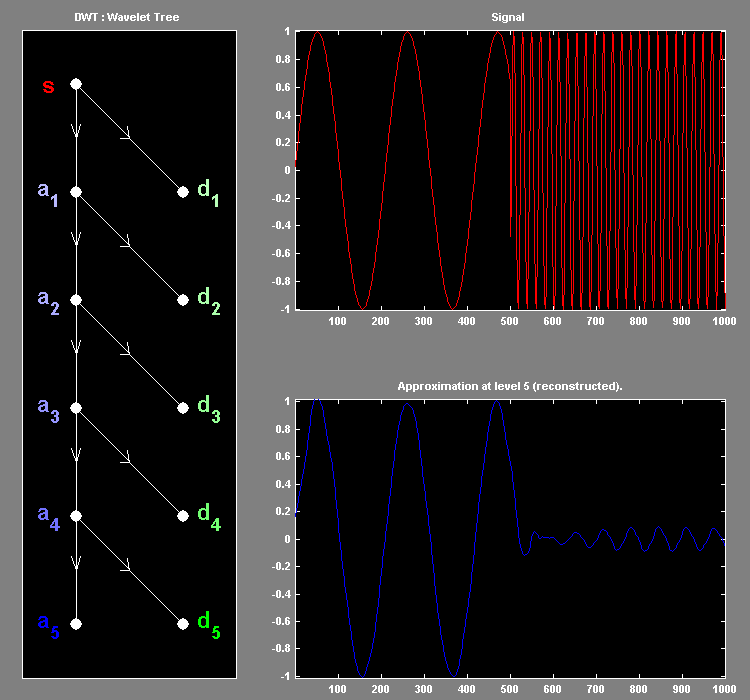 DWT : Wavelet Tree
s
a1 d1
a2 d2
a3 d3
a4 d4
a5 d5
Signal
1
0.8
0.6
0.4
0.2
0
-0.2
-0.4
-0.6
-0.8
-1
100 200 300 400 500 600 700 800 900 1000
Approximation at level 5 (reconstructed).
1
0.8
0.6
0.4
0.2
0
-0.2
-0.4
-0.6
-0.8
-1
100 200 300 400 500 600 700 800 900 1000